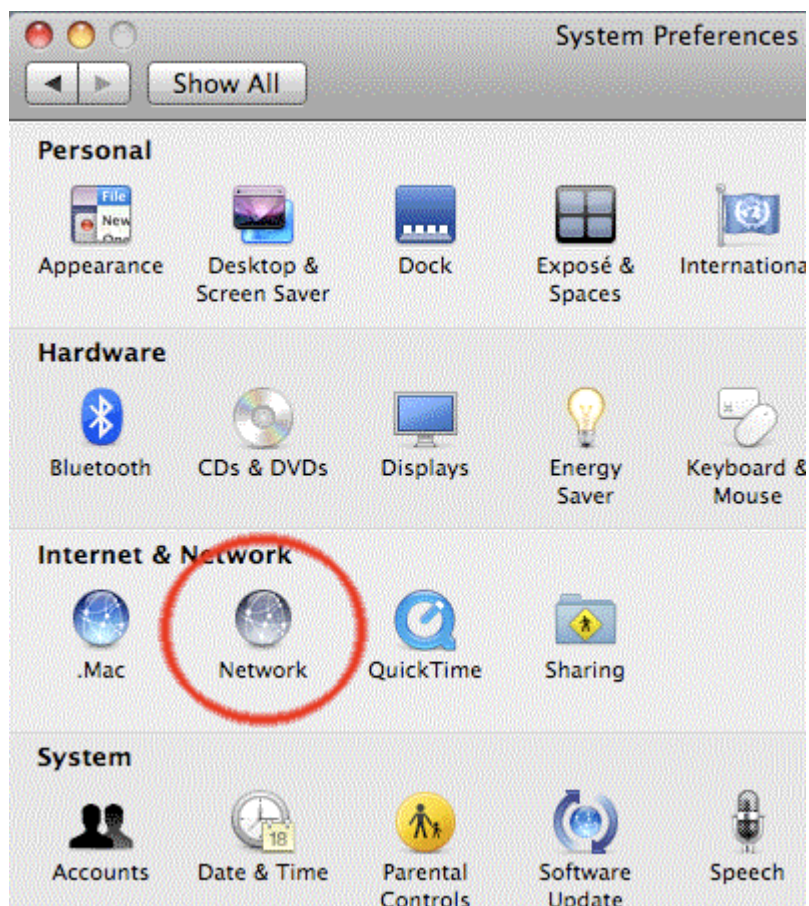 System Preferences
Show All
Personal
File
New
Appearance
Desktop &
Screen Saver
Dock
Exposé &
Spaces
Internationa
Hardware
Bluetooth
CDs & DVDs
Displays
Energy
Saver
Keyboard &
Mouse
Internet & Network
.Mac
Network
QuickTime
Sharing
System
18
Accounts
Date & Time
Parental
Controls
Software
Update
Speech